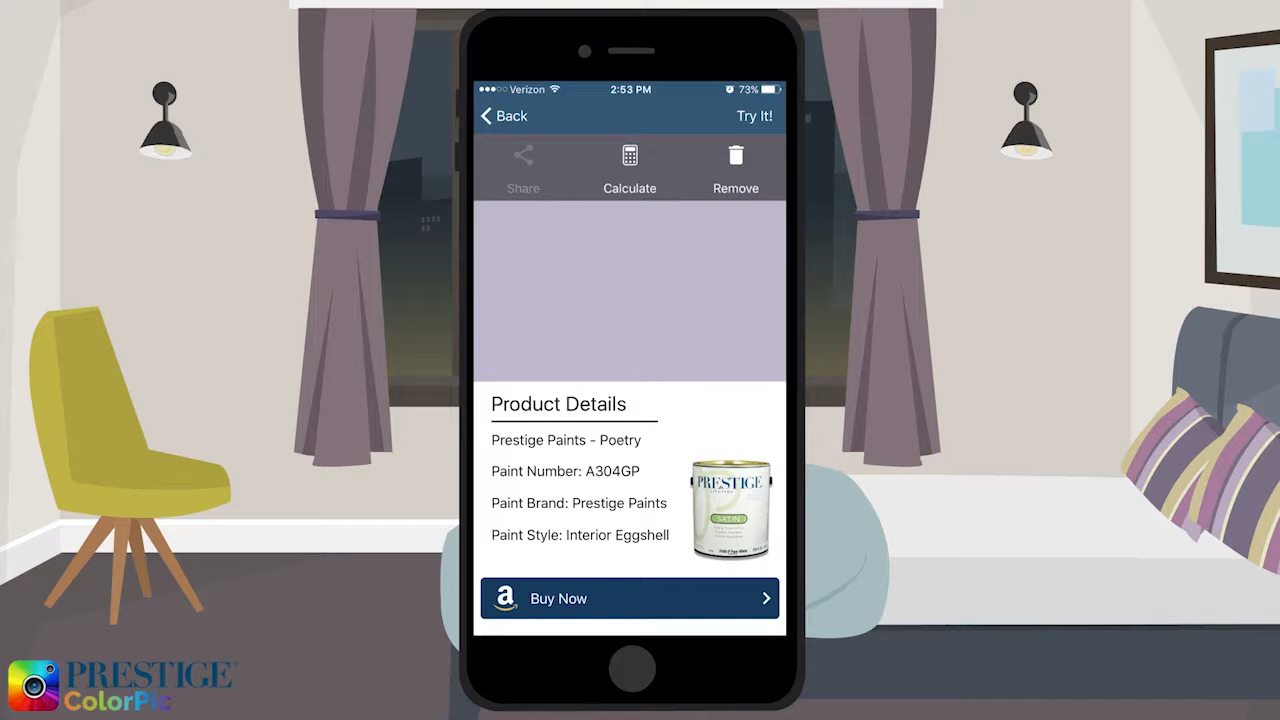 Verizon 2:53 PM 73%
Back Try It!
Share Calculate Remove
Product Details
Prestige Paints - Poetry
Paint Number: A304GP
Paint Brand: Prestige Paints
Paint Style: Interior Eggshell
PRESTIGE
SATIN
a Buy Now
PRESTIGE
ColorPic